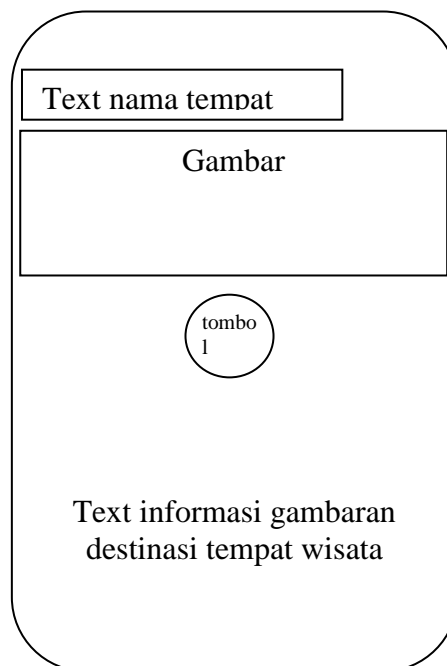 Text nama tempat
Gambar
tombo
l
Text informasi gambaran
destinasi tempat wisata